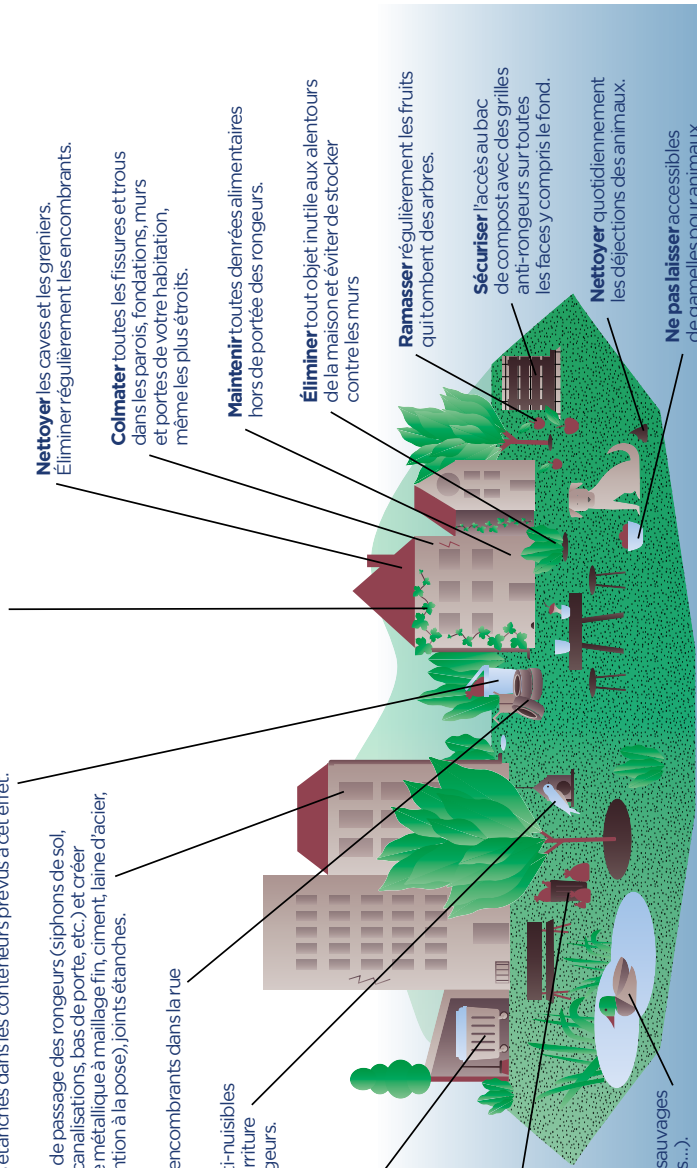 étanches dans les conteneurs prévus à cet effet.
de passage des rongeurs (siphons de sol,
canalisations, bas de porte, etc.) et créer
e métallique à maillage fin, ciment, laine d'acier,
ntion à la pose), joints étanches.
encombrants dans la rue
ti-nuisibles
rriture
geurs.
sauvages
s...).
Nettoyer les caves et les greniers.
Éliminer régulièrement les encombrants.
Colmater toutes les fissures et trous
dans les parois, fondations, murs
et portes de votre habitation,
même les plus étroits.
Maintenir toutes denrées alimentaires
hors de portée des rongeurs.
Éliminer tout objet inutile aux alentours
de la maison et éviter de stocker
contre les murs
Ramasser régulièrement les fruits
qui tombent des arbres.
Sécuriser l'accès au bac
de compost avec des grilles
anti-rongeurs sur toutes
les faces y compris le fond.
Nettoyer quotidiennement
les déjections des animaux.
Ne pas laisser accessibles
de gamelles pour animaux